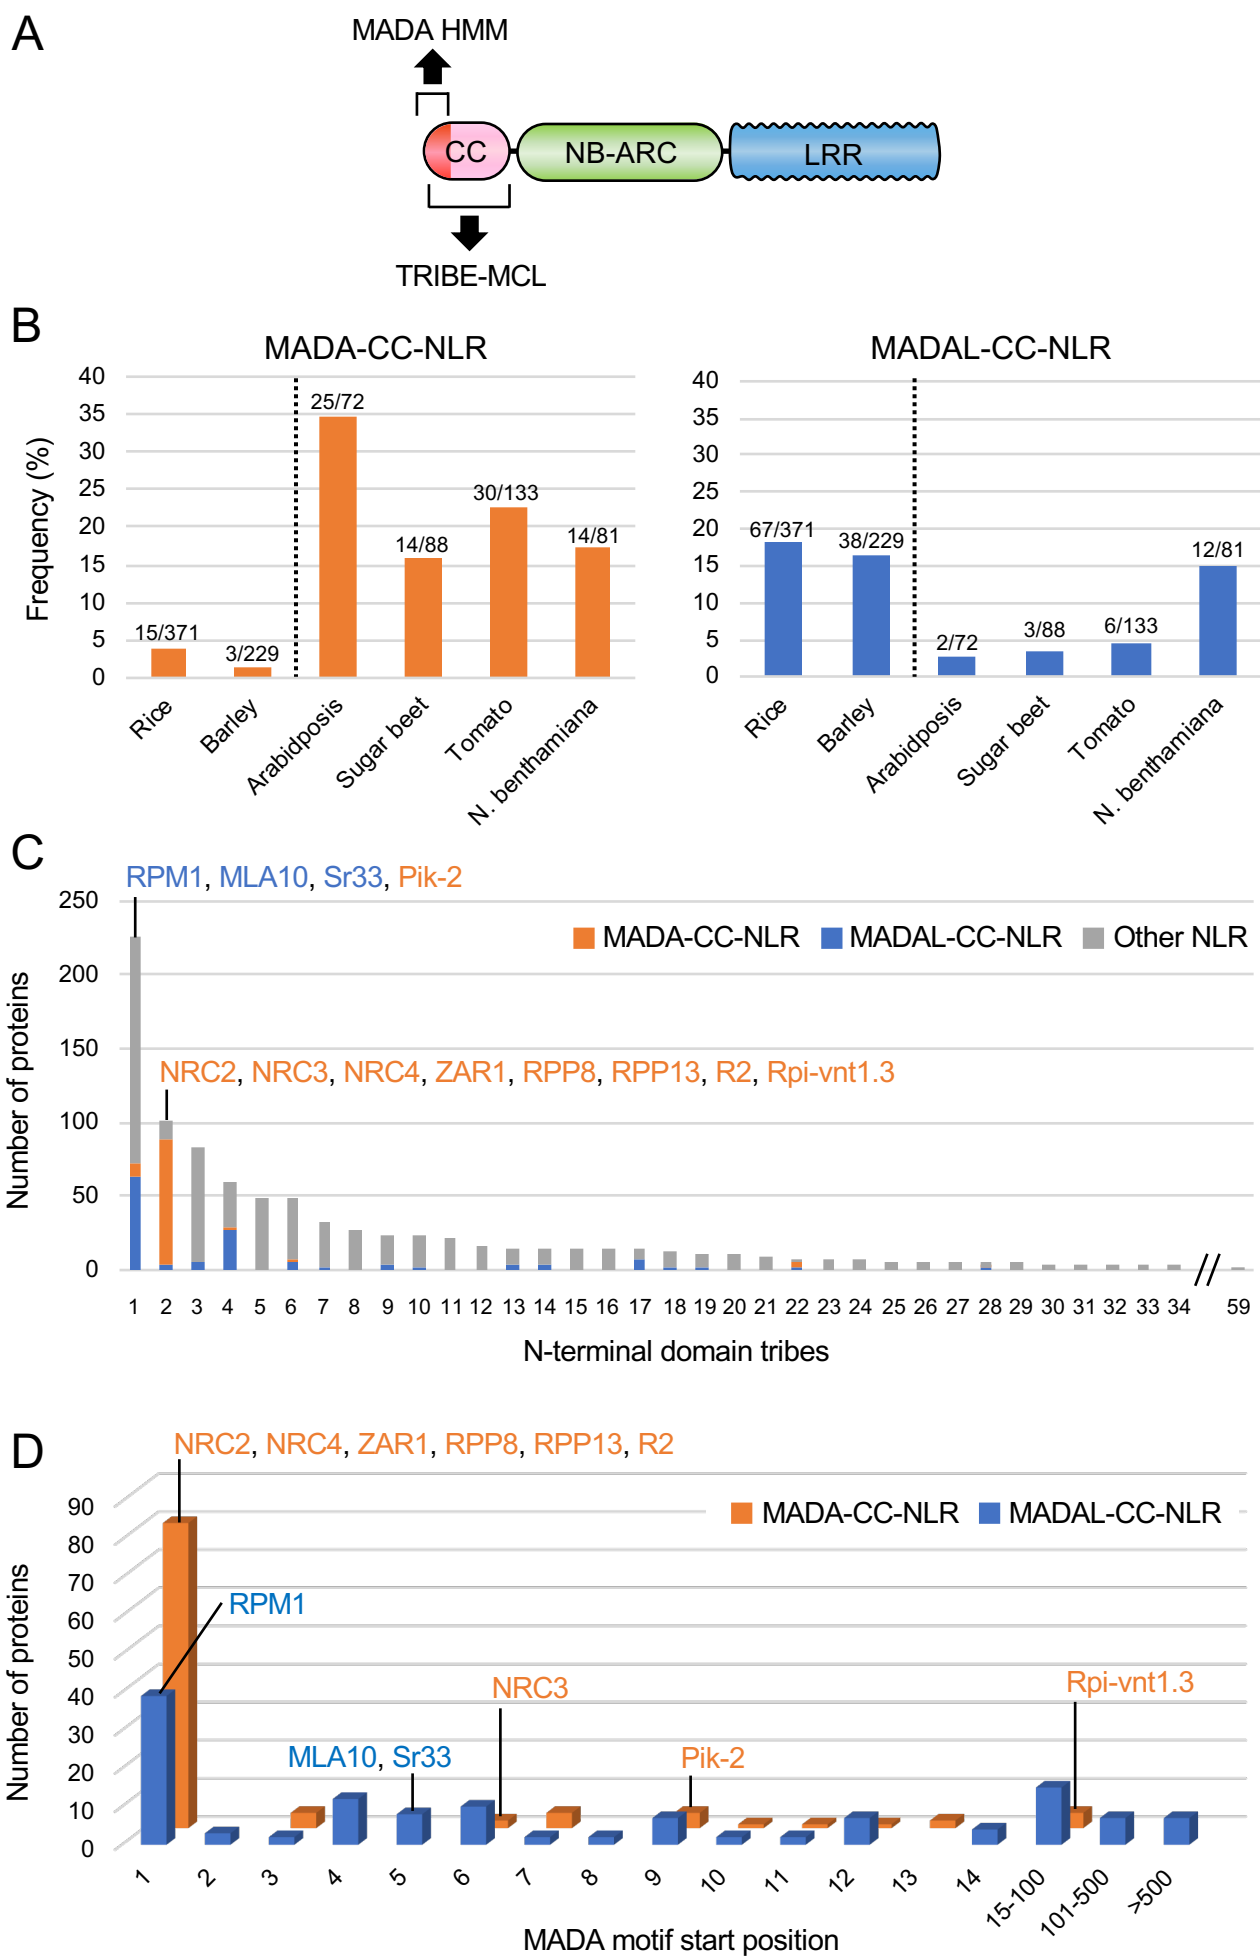 A
MADA HMM
CC
NB-ARC
LRR
TRIBE-MCL
B
MADA-CC-NLR
Frequency (%)
40
35
30
25
20
15
10
5
0
15/371
3/229
25/72
14/88
30/133
14/81
Rice
Barley
Arabidposis
Sugar beet
Tomato
N. benthamiana
MADAL-CC-NLR
40
35
30
25
20
15
10
5
0
67/371
38/229
2/72
3/88
6/133
12/81
Rice
Barley
Arabidposis
Sugar beet
Tomato
N. benthamiana
C
RPM1, MLA10, Sr33, Pik-2
MADA-CC-NLR MADAL-CC-NLR Other NLR
NRC2, NRC3, NRC4, ZAR1, RPP8, RPP13, R2, Rpi-vnt1.3
Number of proteins
250
200
150
100
50
0
1 2 3 4 5 6 7 8 9 10 11 12 13 14 15 16 17 18 19 20 21 22 23 24 25 26 27 28 29 30 31 32 33 34 // 59
N-terminal domain tribes
D
NRC2, NRC4, ZAR1, RPP8, RPP13, R2
MADA-CC-NLR MADAL-CC-NLR
RPM1
MLA10, Sr33
NRC3
Pik-2
Rpi-vnt1.3
Number of proteins
90
80
70
60
50
40
30
20
10
0
1 2 3 4 5 6 7 8 9 10 11 12 13 14 15-100 101-500 >500
MADA motif start position